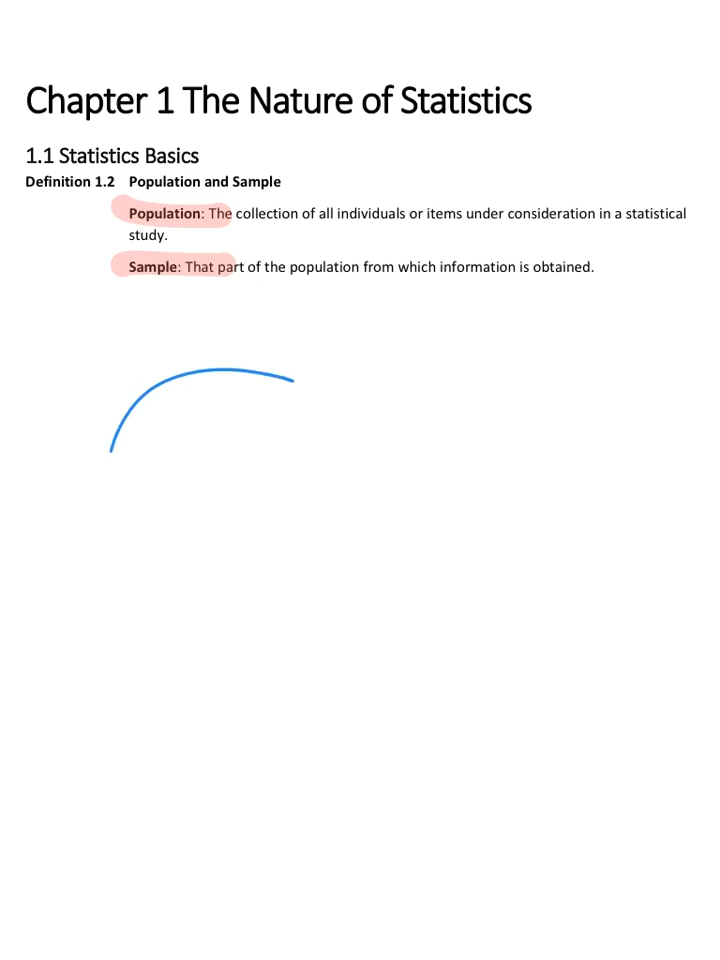 Chapter 1 The Nature of Statistics
1.1 Statistics Basics
Definition 1.2 Population and Sample
Population: The collection of all individuals or items under consideration in a statistical
study.
Sample: That part of the population from which information is obtained.